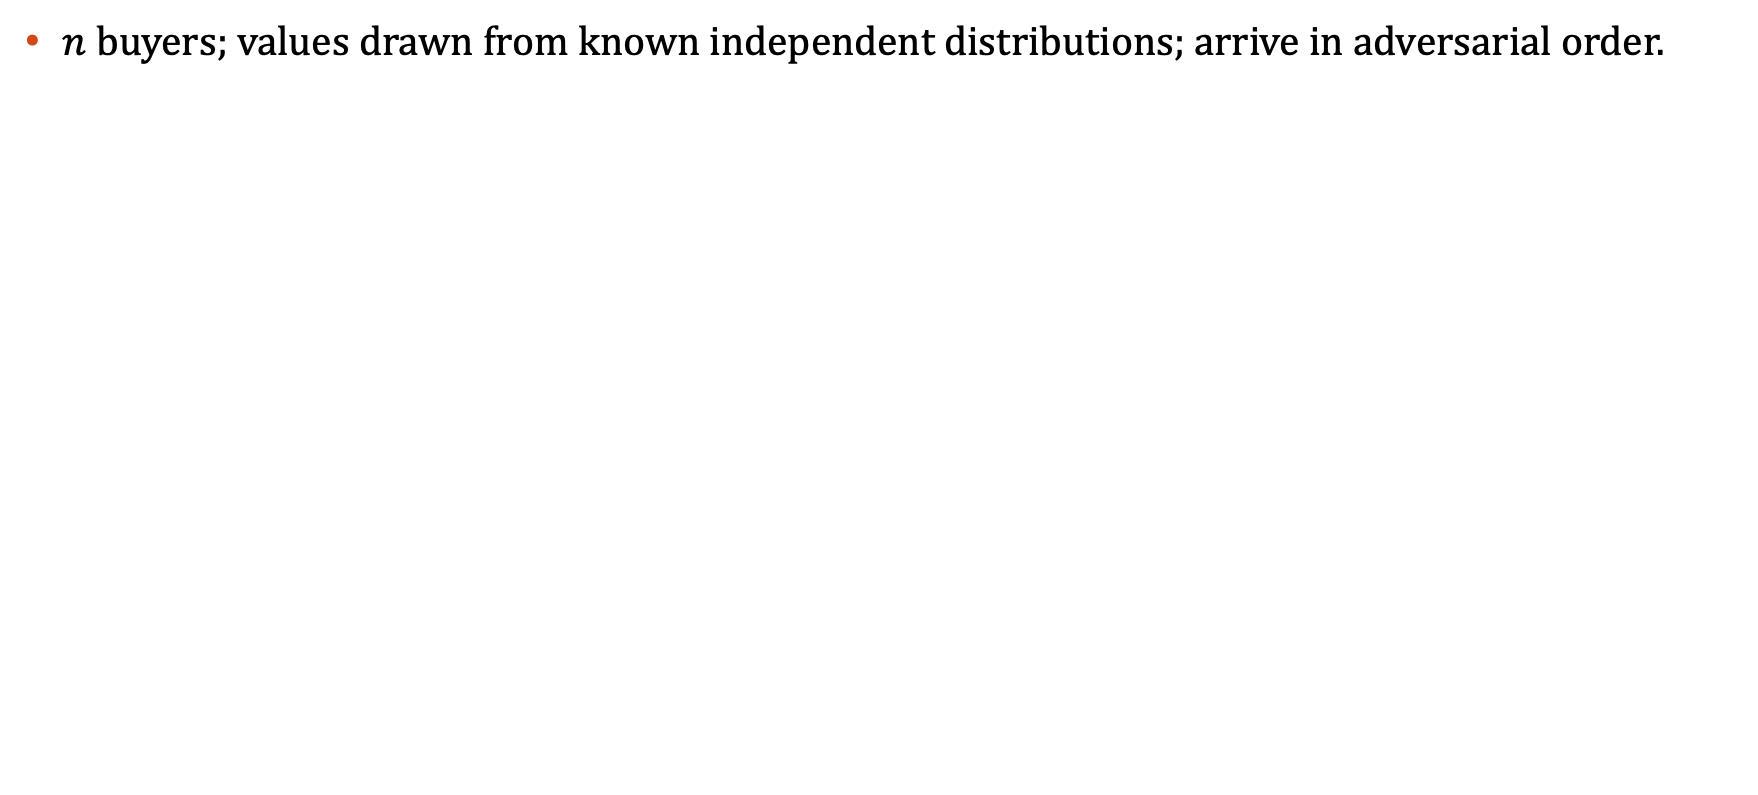 • n buyers; values drawn from known independent distributions; arrive in adversarial order.